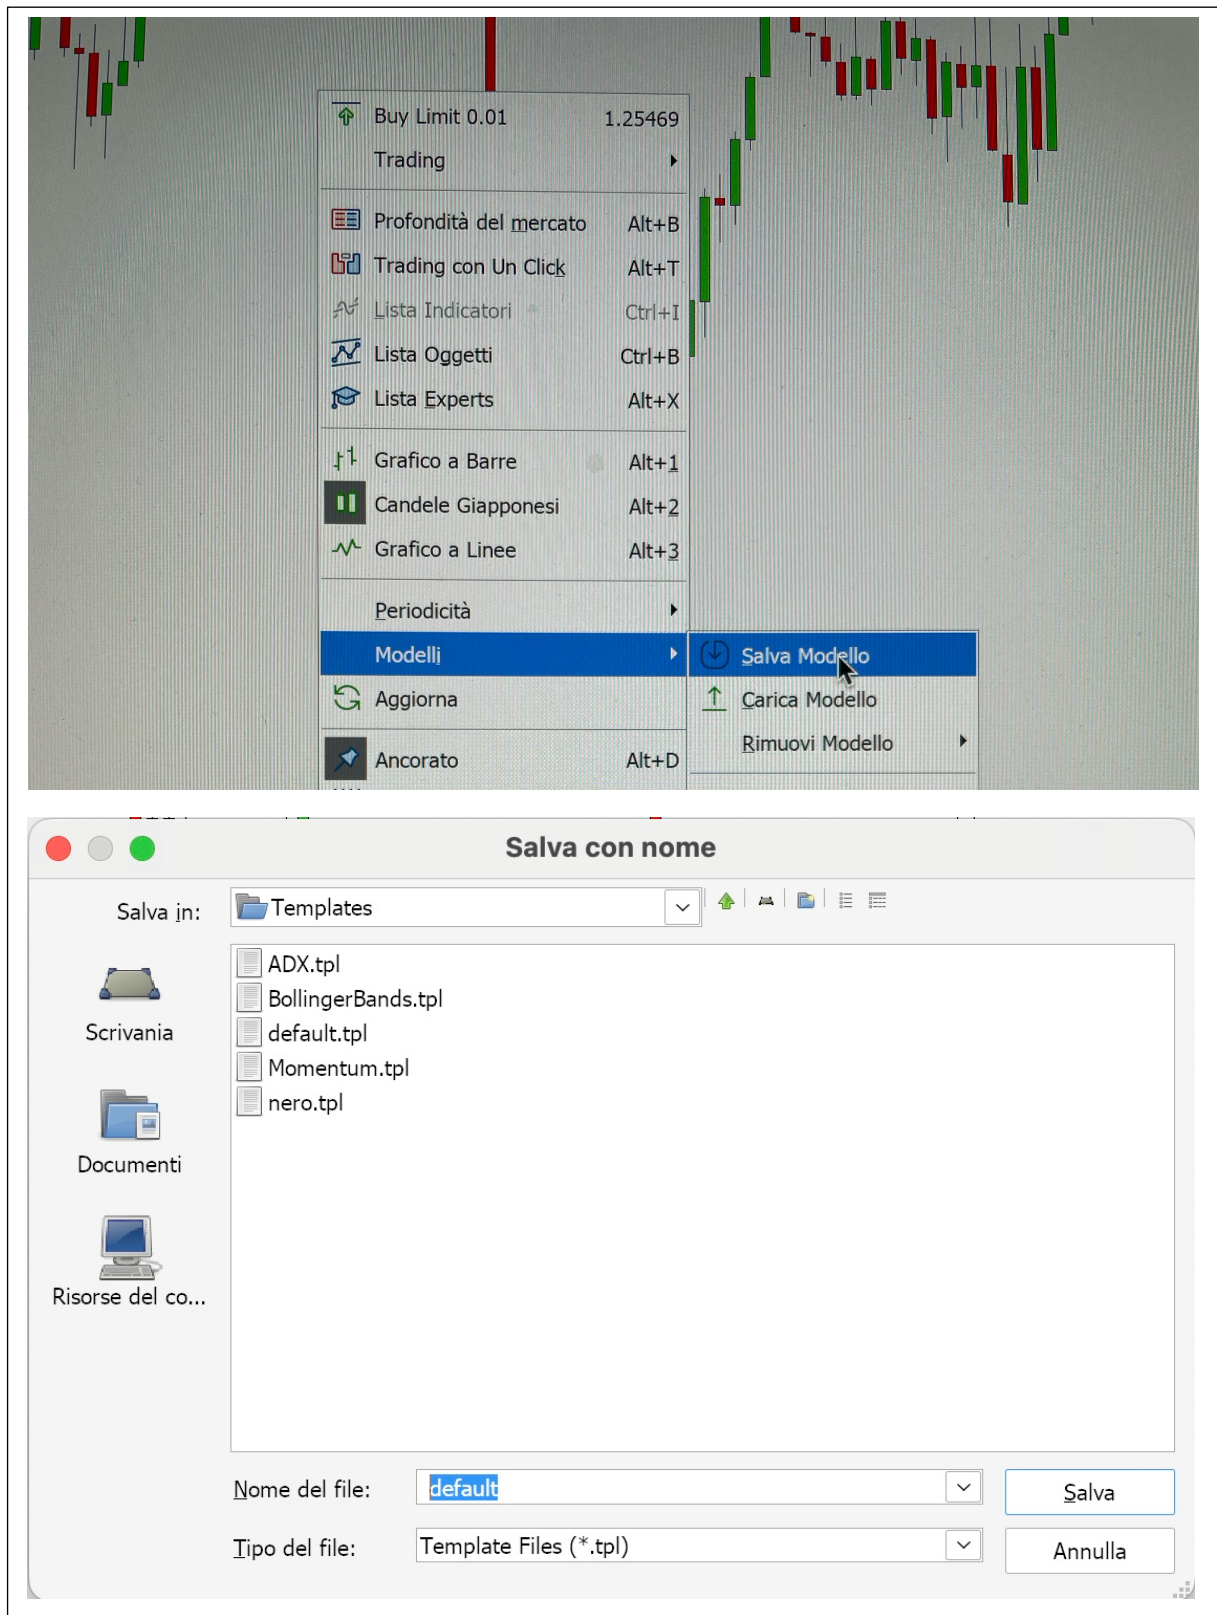 Buy Limit 0.01 1.25469
Trading
Profondità del mercato Alt+B
Trading con Un Click Alt+T
Lista Indicatori Ctrl+I
Lista Oggetti Ctrl+B
Lista Experts Alt+X
Grafico a Barre Alt+1
Candele Giapponesi Alt+2
Grafico a Linee Alt+3
Periodicità
Modelli
Salva Modello
Aggiorna
Carica Modello
Rimuovi Modello
Ancorato Alt+D
Salva con nome
Salva in: Templates
ADX.tpl
BollingerBands.tpl
default.tpl
Momentum.tpl
nero.tpl
Scrivania
Documenti
Risorse del co...
Nome del file: default Salva
Tipo del file: Template Files (*.tpl) Annulla